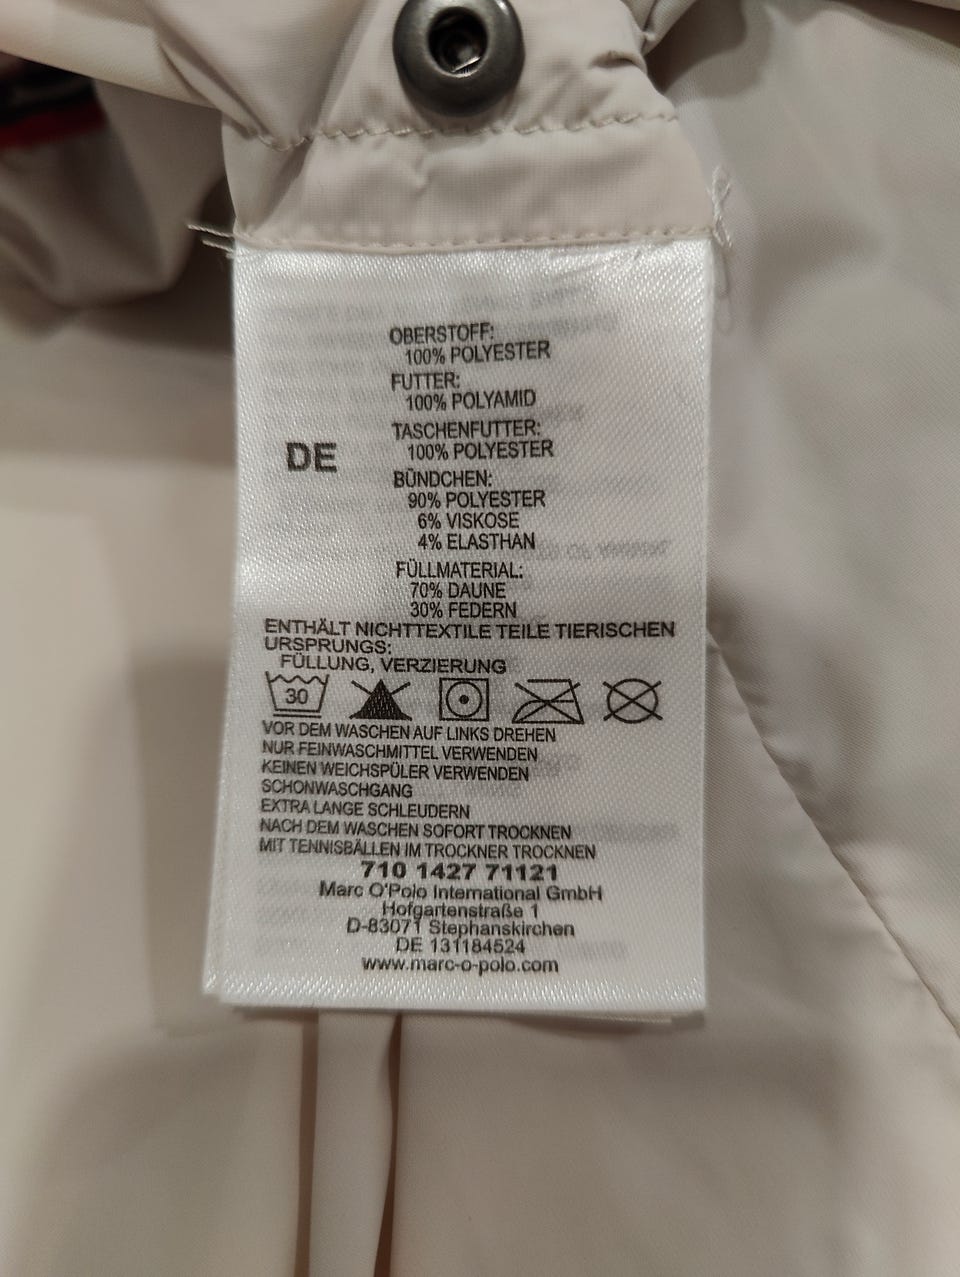 OBERSTOFF:
100% POLYESTER
FUTTER:
100% POLYAMID
TASCHENFUTTER:
100% POLYESTER
DE
BÜNDCHEN:
90% POLYESTER
6% VISKOSE
4% ELASTHAN
FÜLLMATERIAL:
70% DAUNE
30% FEDERN
ENTHÄLT NICHTTEXTILE TEILE TIERISCHEN
URSPRUNGS:
FÜLLUNG, VERZIERUNG
30
VOR DEM WASCHEN AUF LINKS DREHEN
NUR FEINWASCHMITTEL VERWENDEN
KEINEN WEICHSPÜLER VERWENDEN
SCHONWASCHGANG
EXTRA LANGE SCHLEUDERN
NACH DEM WASCHEN SOFORT TROCKNEN
MIT TENNISBÄLLEN IM TROCKNER TROCKNEN
710 1427 71121
Marc O'Polo International GmbH
Hofgartenstraße 1
D-83071 Stephanskirchen
DE 131184524
www.marc-o-polo.com